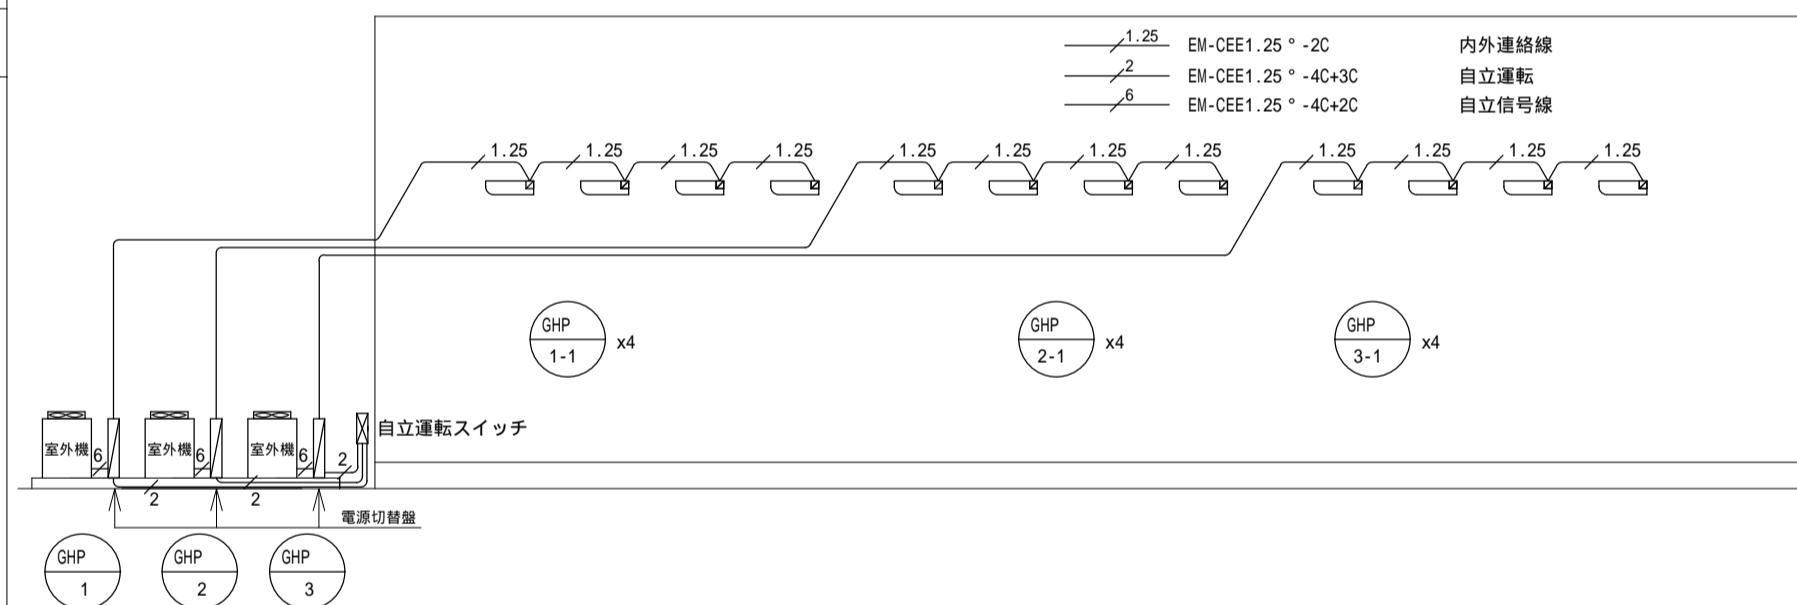 1.25 EM-CEE1.25°-2C 内外連絡線
2 EM-CEE1.25°-4C+3C 自立運転
6 EM-CEE1.25°-4C+2C 自立信号線
1.25 1.25 1.25 1.25 1.25 1.25 1.25 1.25 1.25 1.25 1.25 1.25
GHP 1-1 x4
GHP 2-1 x4
GHP 3-1 x4
自立運転スイッチ
室外機 6 室外機 6 室外機 6 2
2 2
電源切替盤
GHP 1
GHP 2
GHP 3